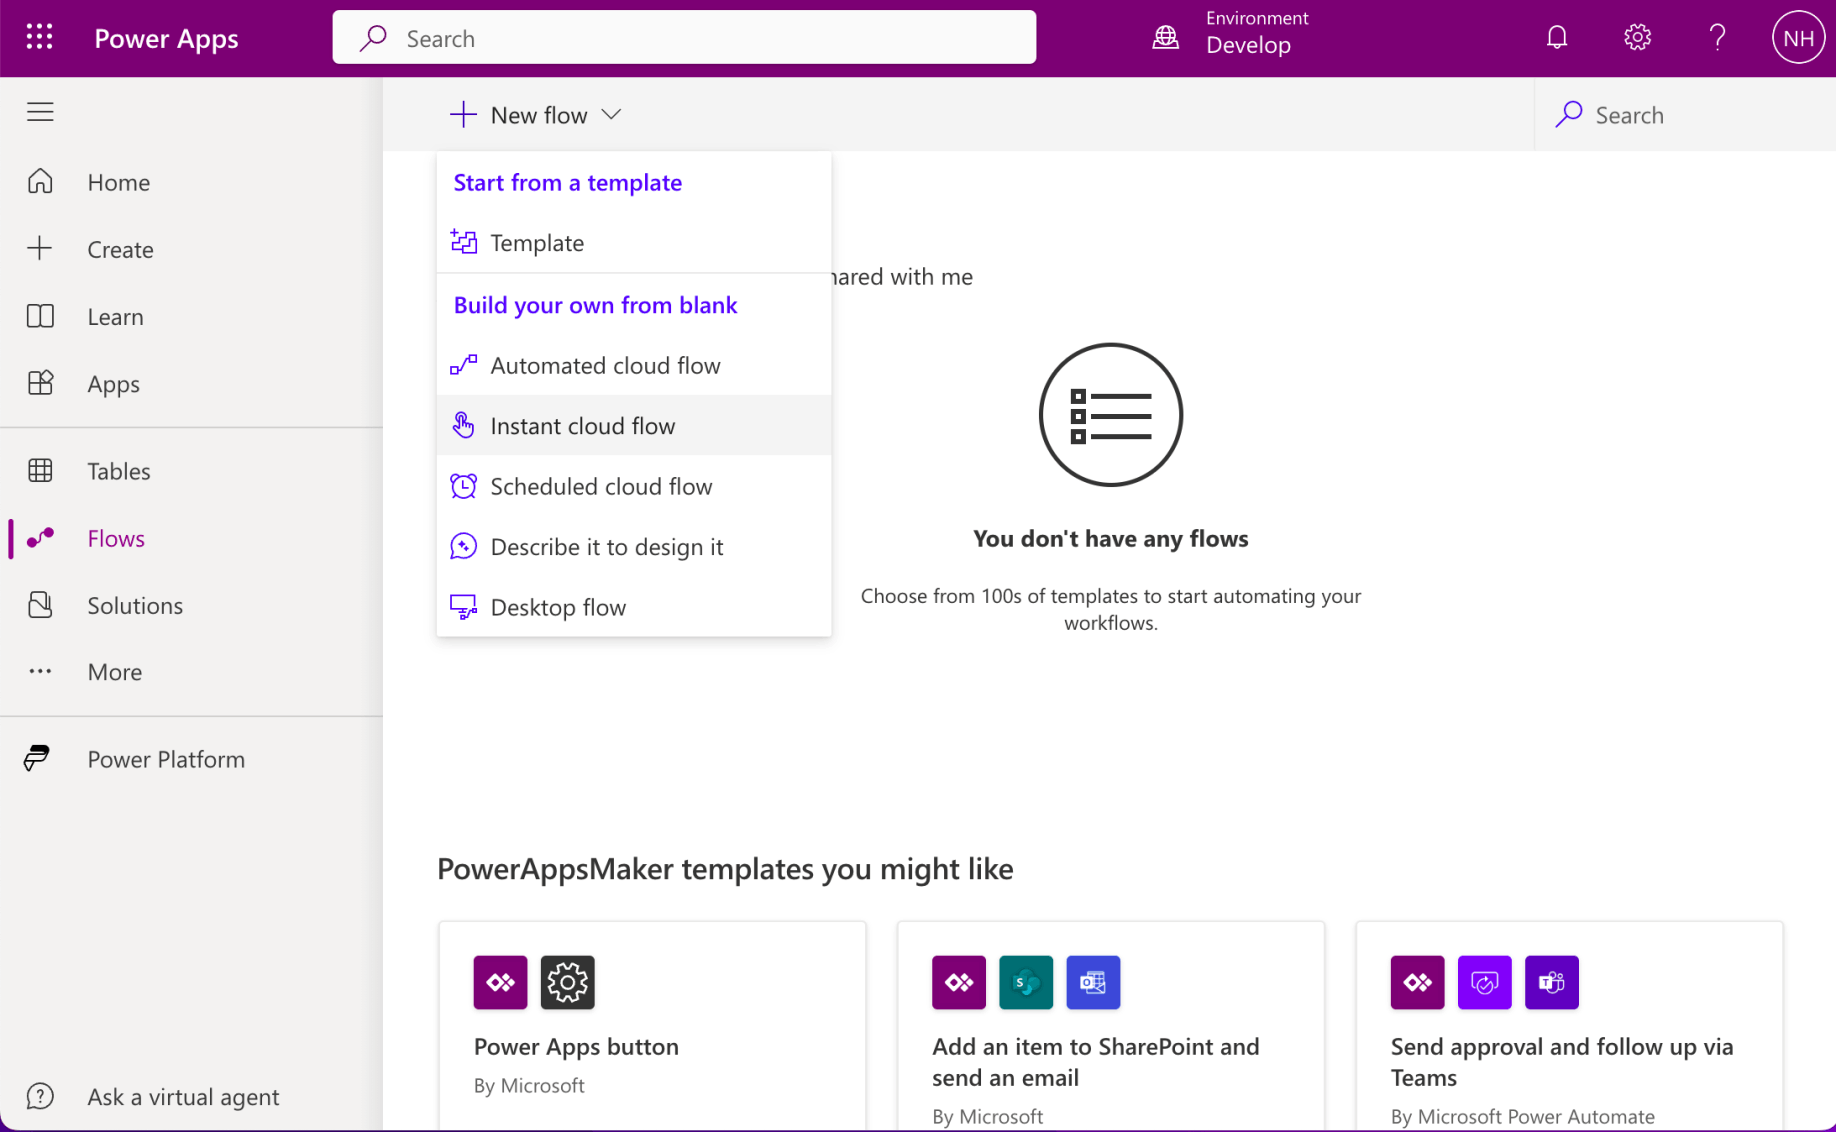 Power Apps
Search
Environment
Develop
?
NH
New flow
Search
Home
Create
Learn
Apps
Tables
Flows
Solutions
More
Power Platform
Ask a virtual agent
Start from a template
Template
Build your own from blank
Automated cloud flow
Instant cloud flow
Scheduled cloud flow
Describe it to design it
Desktop flow
hared with me
You don't have any flows
Choose from 100s of templates to start automating your
workflows.
PowerAppsMaker templates you might like
Power Apps button
By Microsoft
Add an item to SharePoint and
send an email
By Microsoft
Send approval and follow up via
Teams
By Microsoft Power Automate